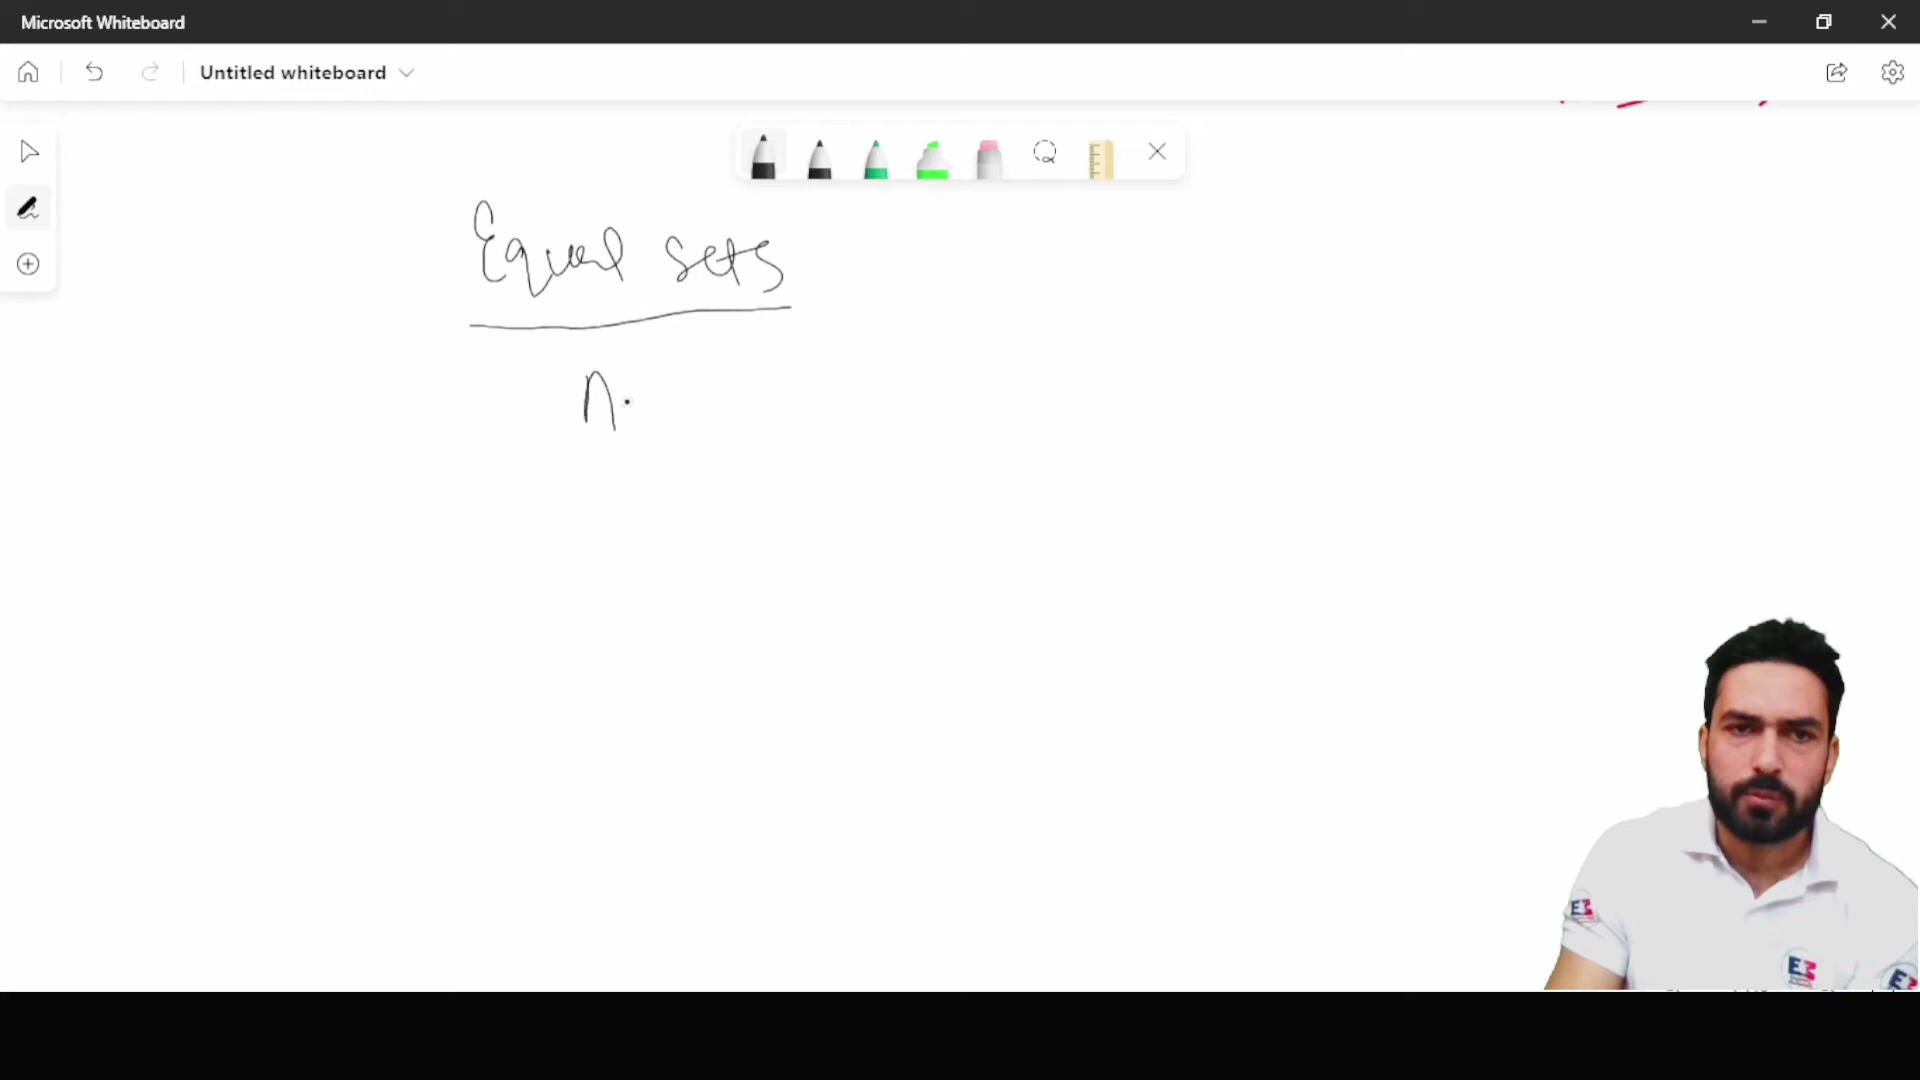 Microsoft Whiteboard
Untitled whiteboard
Equal sets